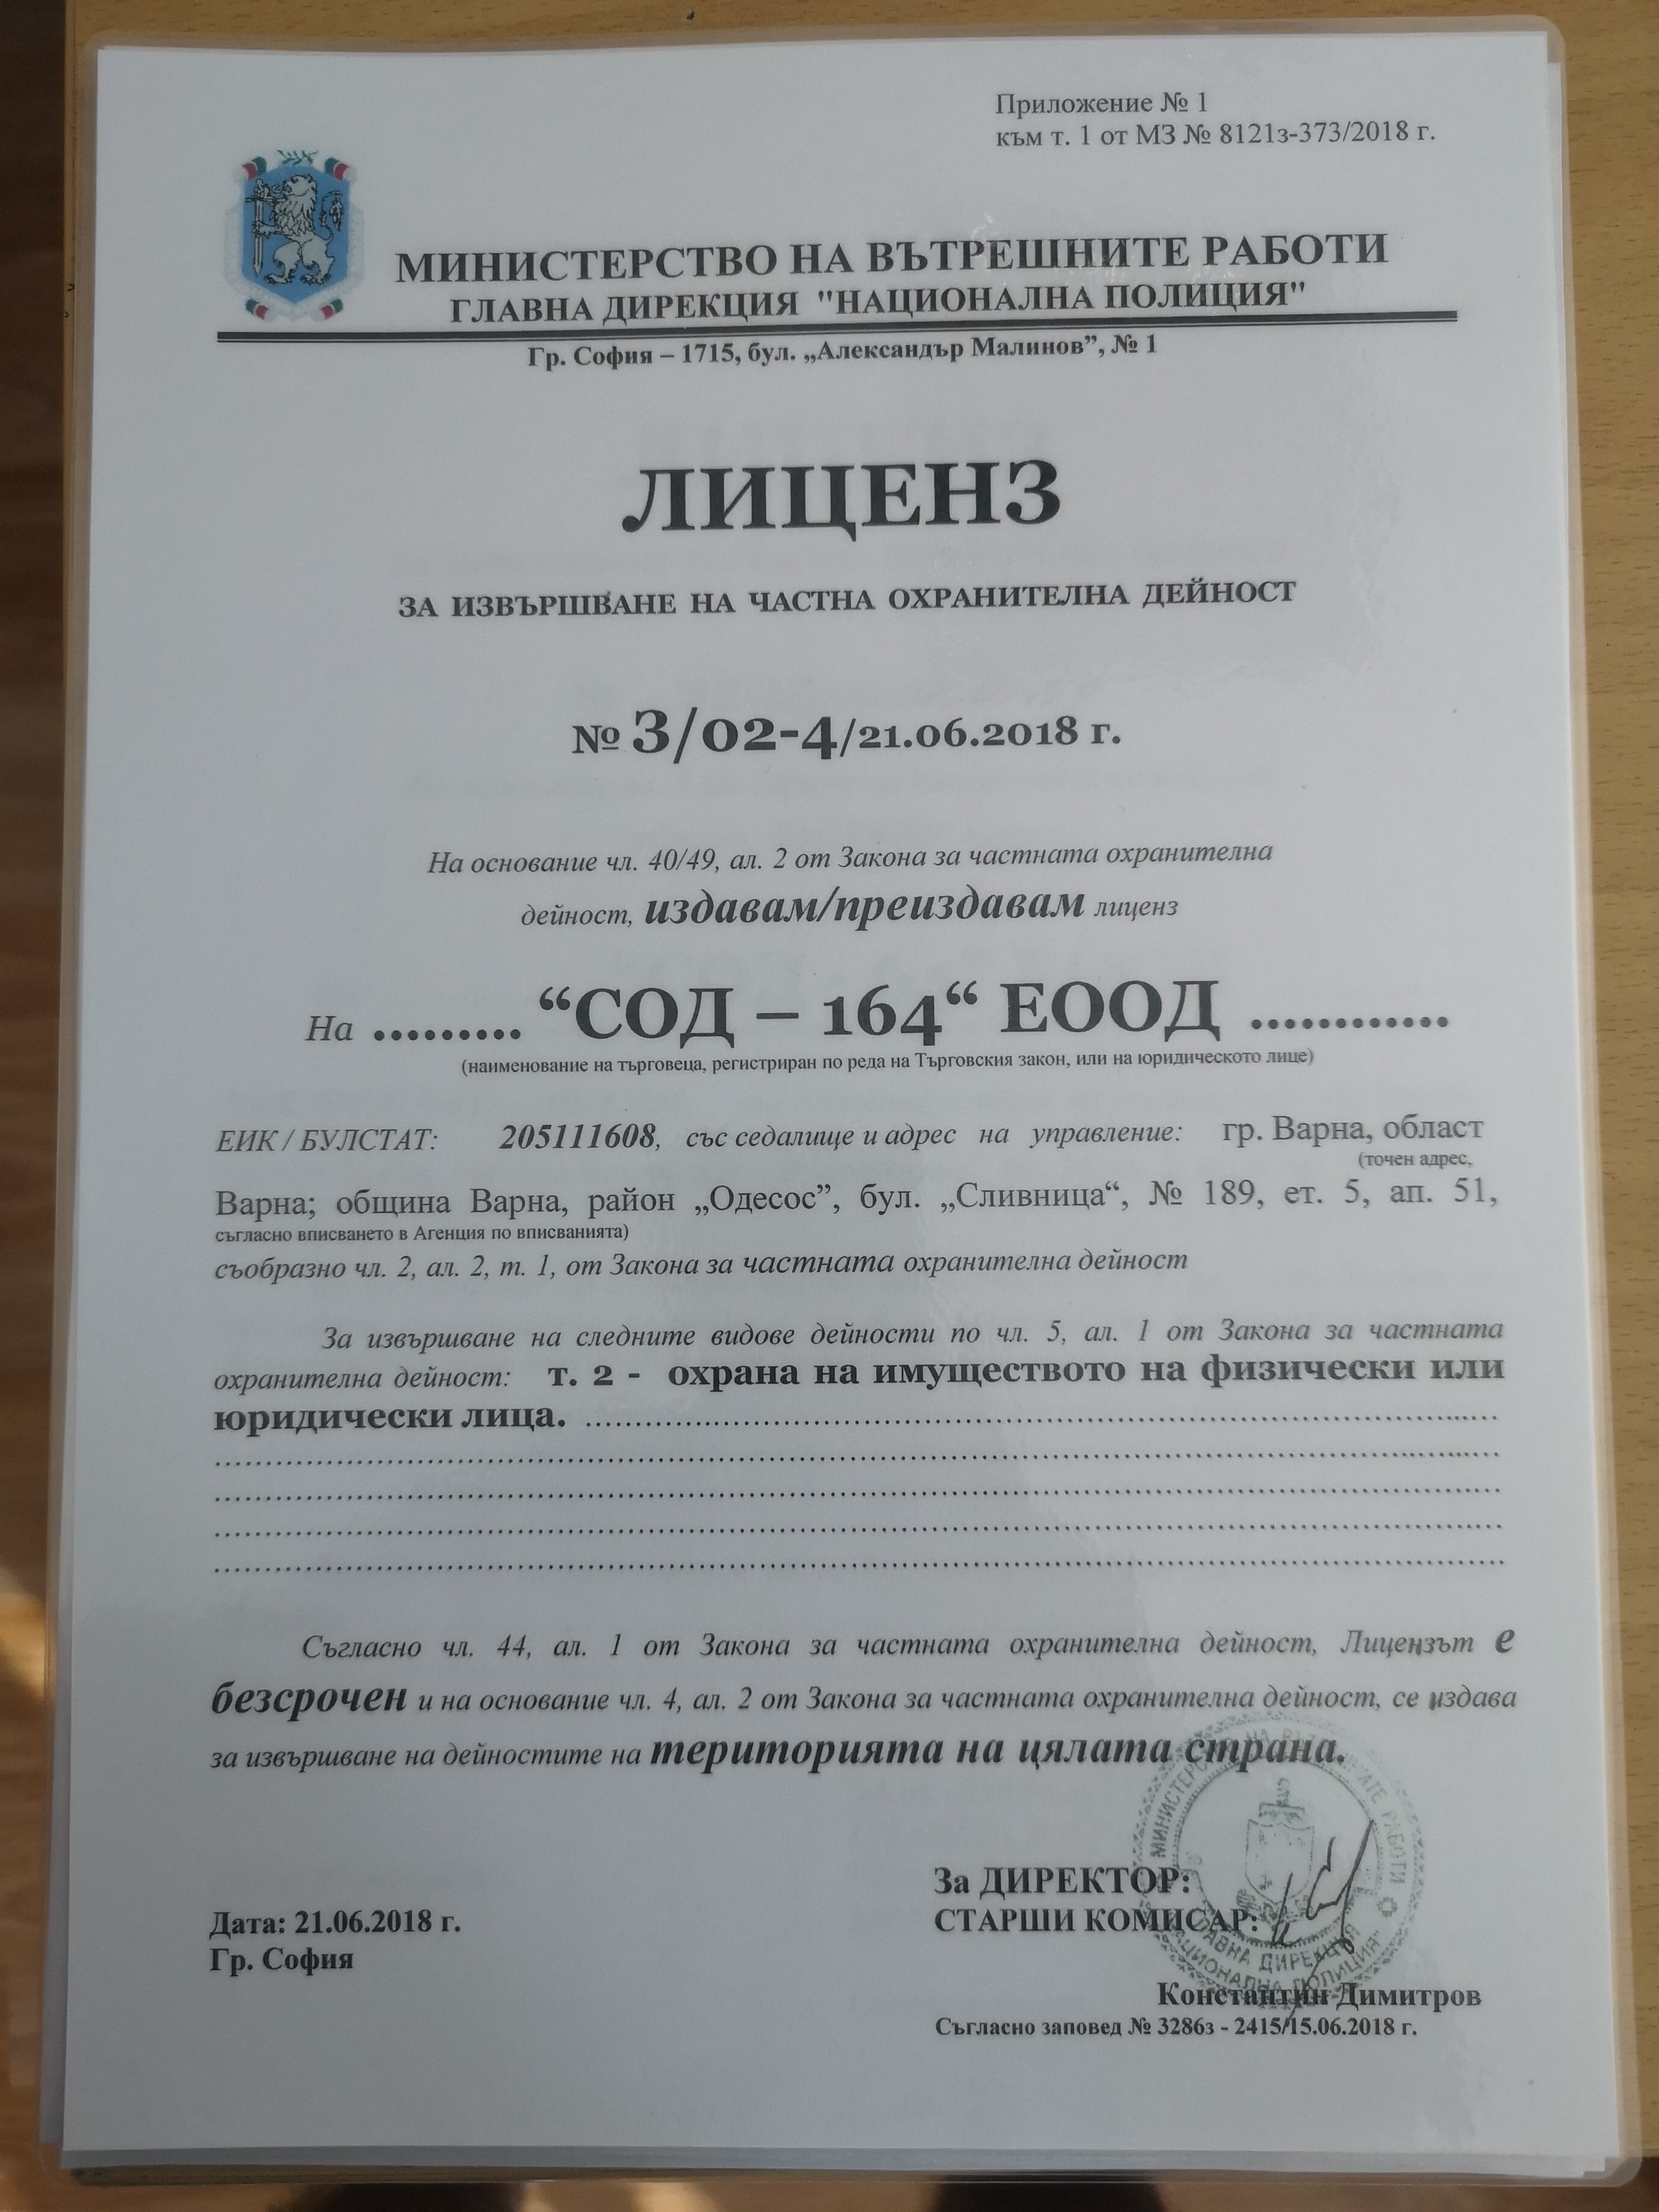 Приложение № 1
към т. 1 от МЗ № 8121з-373/2018 г.
МИНИСТЕРСТВО НА ВЪТРЕШНИТЕ РАБОТИ
ГЛАВНА ДИРЕКЦИЯ "НАЦИОНАЛНА ПОЛИЦИЯ"
Гр. София – 1715, бул. „Александър Малинов”, № 1
ЛИЦЕНЗ
ЗА ИЗВЪРШВАНЕ НА ЧАСТНА ОХРАНИТЕЛНА ДЕЙНОСТ
№ 3/02-4/21.06.2018 г.
На основание чл. 40/49, ал. 2 от Закона за частната охранителна
дейност, издавам/преиздавам лиценз
На ......... “СОД – 164“ ЕООД ............
(наименование на търговеца, регистриран по реда на Търговския закон, или на юридическото лице)
ЕИК / БУЛСТАТ: 205111608, със седалище и адрес на управление: гр. Варна, област
(точен адрес,
Варна; община Варна, район „Одесос”, бул. „Сливница“, № 189, ет. 5, ап. 51,
съгласно вписването в Агенция по вписванията)
съобразно чл. 2, ал. 2, т. 1, от Закона за частната охранителна дейност
За извършване на следните видове дейности по чл. 5, ал. 1 от Закона за частната
охранителна дейност: т. 2 - охрана на имуществото на физически или
юридически лица. ....................
Съгласно чл. 44, ал. 1 от Закона за частната охранителна дейност, Лицензът е
безсрочен и на основание чл. 4, ал. 2 от Закона за частната охранителна дейност, се издава
за извършване на дейностите на територията на цялата страна.
За ДИРЕКТОР:
СТАРШИ КОМИСАР:
Дата: 21.06.2018 г.
Гр. София
Константин Димитров
Съгласно заповед № 3286з - 2415/15.06.2018 г.